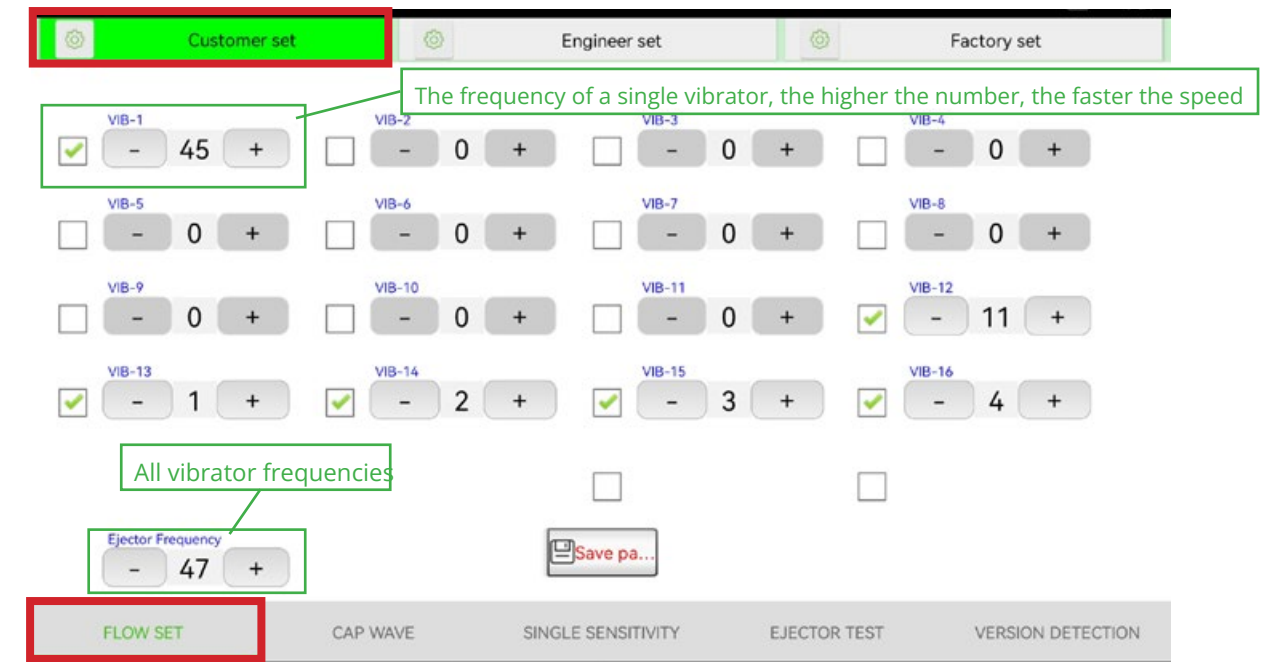 Customer set Engineer set Factory set
The frequency of a single vibrator, the higher the number, the faster the speed
VIB-1 VIB-2 VIB-3 VIB-4
- 45 + - 0 + - 0 + - 0 +
VIB-5 VIB-6 VIB-7 VIB-8
- 0 + - 0 + - 0 + - 0 +
VIB-9 VIB-10 VIB-11 VIB-12
- 0 + - 0 + - 0 + - 11 +
VIB-13 VIB-14 VIB-15 VIB-16
- 1 + - 2 + - 3 + - 4 +
All vibrator frequencies
Ejector Frequency
- 47 +
Save pa...
FLOW SET CAP WAVE SINGLE SENSITIVITY EJECTOR TEST VERSION DETECTION